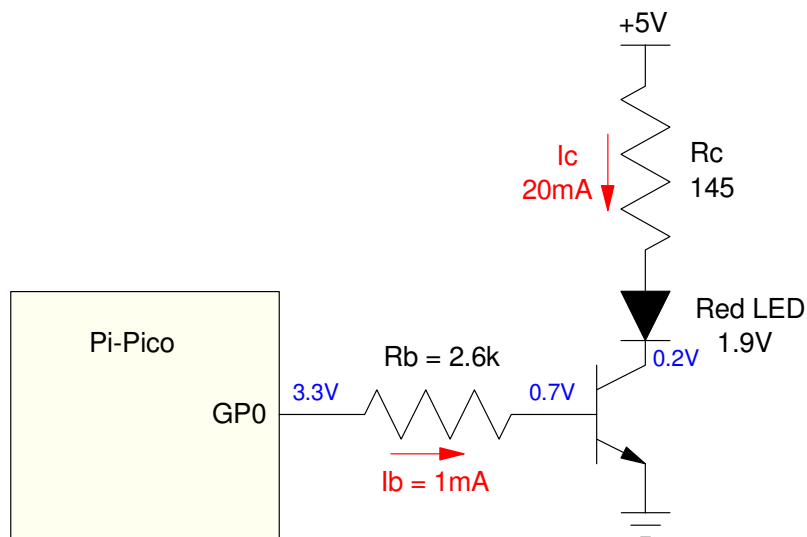 +5V
Ic
20mA
Rc
145
Pi-Pico
Red LED
1.9V
Rb = 2.6k
0.2V
3.3V
0.7V
GP0
Ib = 1mA